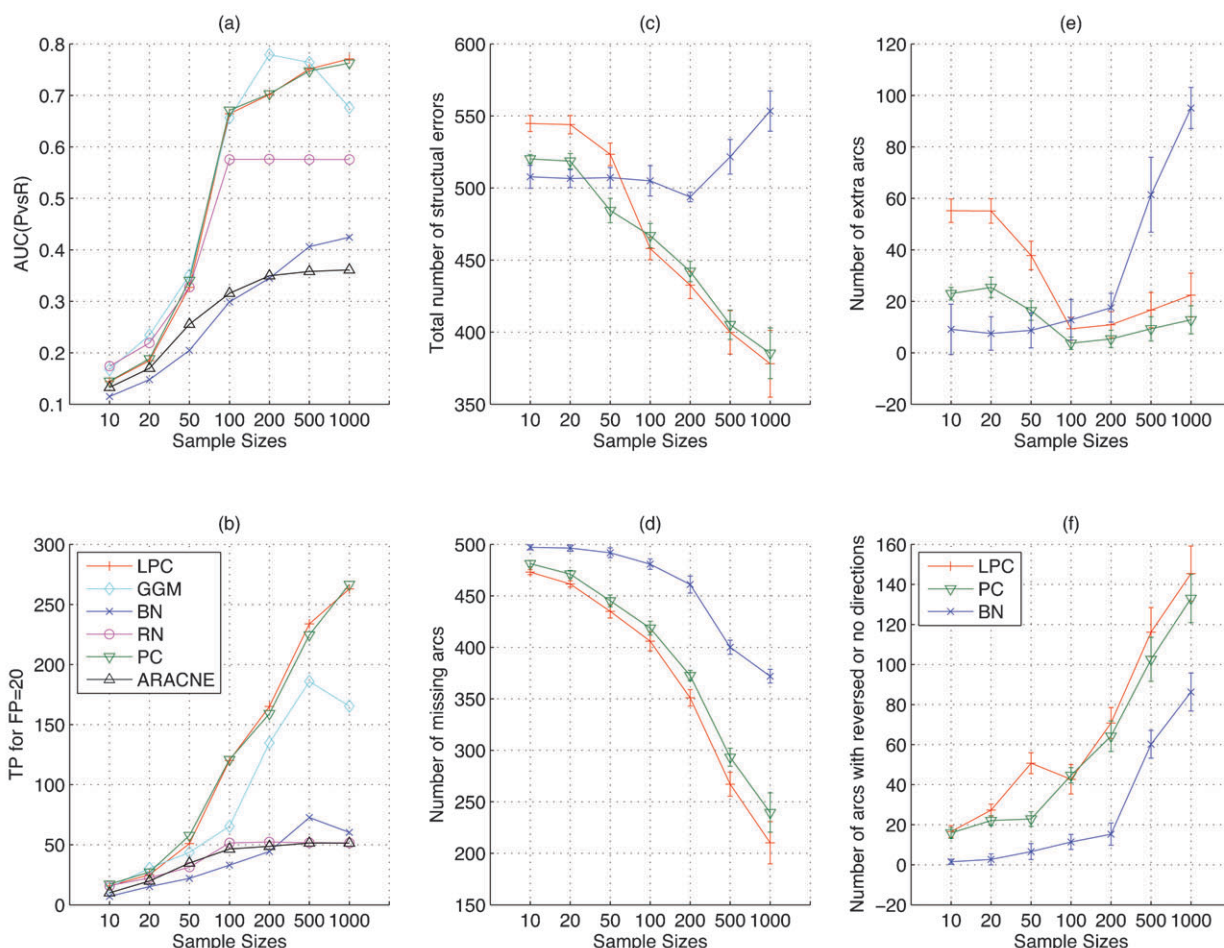 (a)
0.8
0.7
0.6
0.5
0.4
0.3
0.2
0.1
AUC(PvsR)
10 20 50 100 200 500 1000
Sample Sizes
(c)
600
550
500
450
400
350
Total number of structual errors
10 20 50 100 200 500 1000
Sample Sizes
(e)
120
100
80
60
40
20
0
−20
Number of extra arcs
10 20 50 100 200 500 1000
Sample Sizes
(b)
300
250
200
150
100
50
0
TP for FP=20
LPC
GGM
BN
RN
PC
ARACNE
10 20 50 100 200 500 1000
Sample Sizes
(d)
500
450
400
350
300
250
200
150
Number of missing arcs
10 20 50 100 200 500 1000
Sample Sizes
(f)
160
140
120
100
80
60
40
20
0
−20
Number of arcs with reversed or no directions
LPC
PC
BN
10 20 50 100 200 500 1000
Sample Sizes